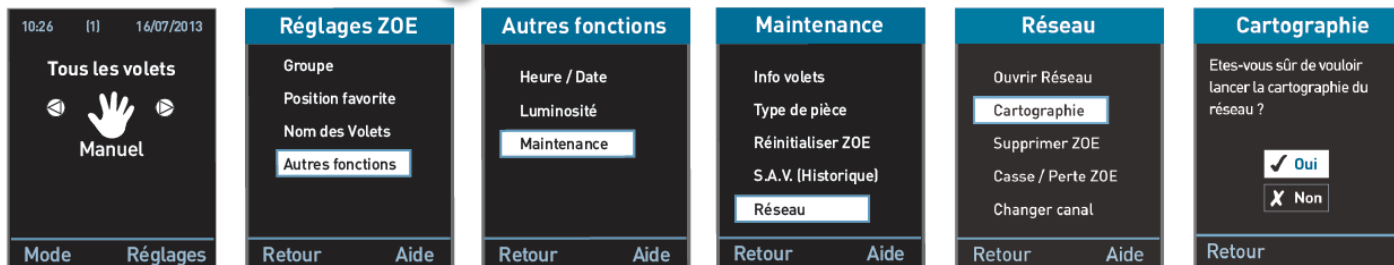 10:26 (1) 16/07/2013
Tous les volets
Manuel
Mode Réglages
Réglages ZOE
Groupe
Position favorite
Nom des Volets
Autres fonctions
Retour Aide
Autres fonctions
Heure / Date
Luminosité
Maintenance
Retour Aide
Maintenance
Info volets
Type de pièce
Réinitialiser ZOE
S.A.V. (Historique)
Réseau
Retour Aide
Réseau
Ouvrir Réseau
Cartographie
Supprimer ZOE
Casse / Perte ZOE
Changer canal
Retour Aide
Cartographie
Etes-vous sûr de vouloir
lancer la cartographie du
réseau ?
✓ Oui
✗ Non
Retour